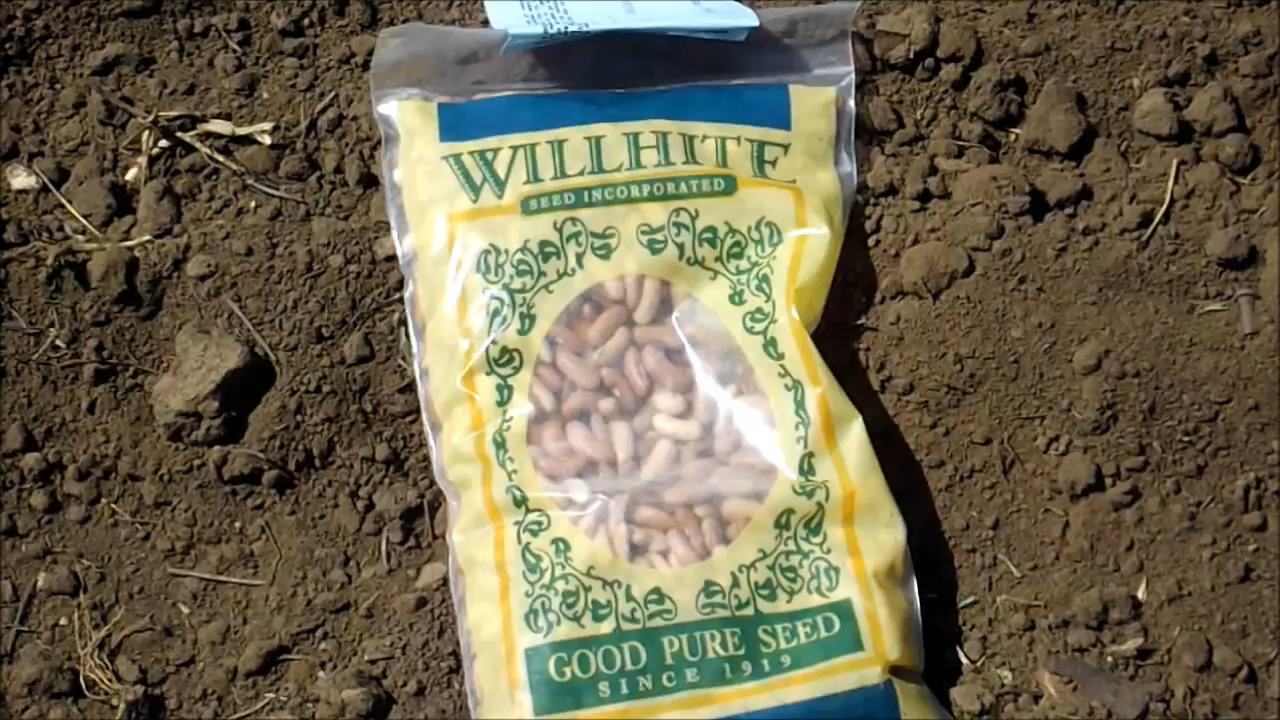 WILLHITE
SEED INCORPORATED
GOOD PURE SEED
SINCE 1919